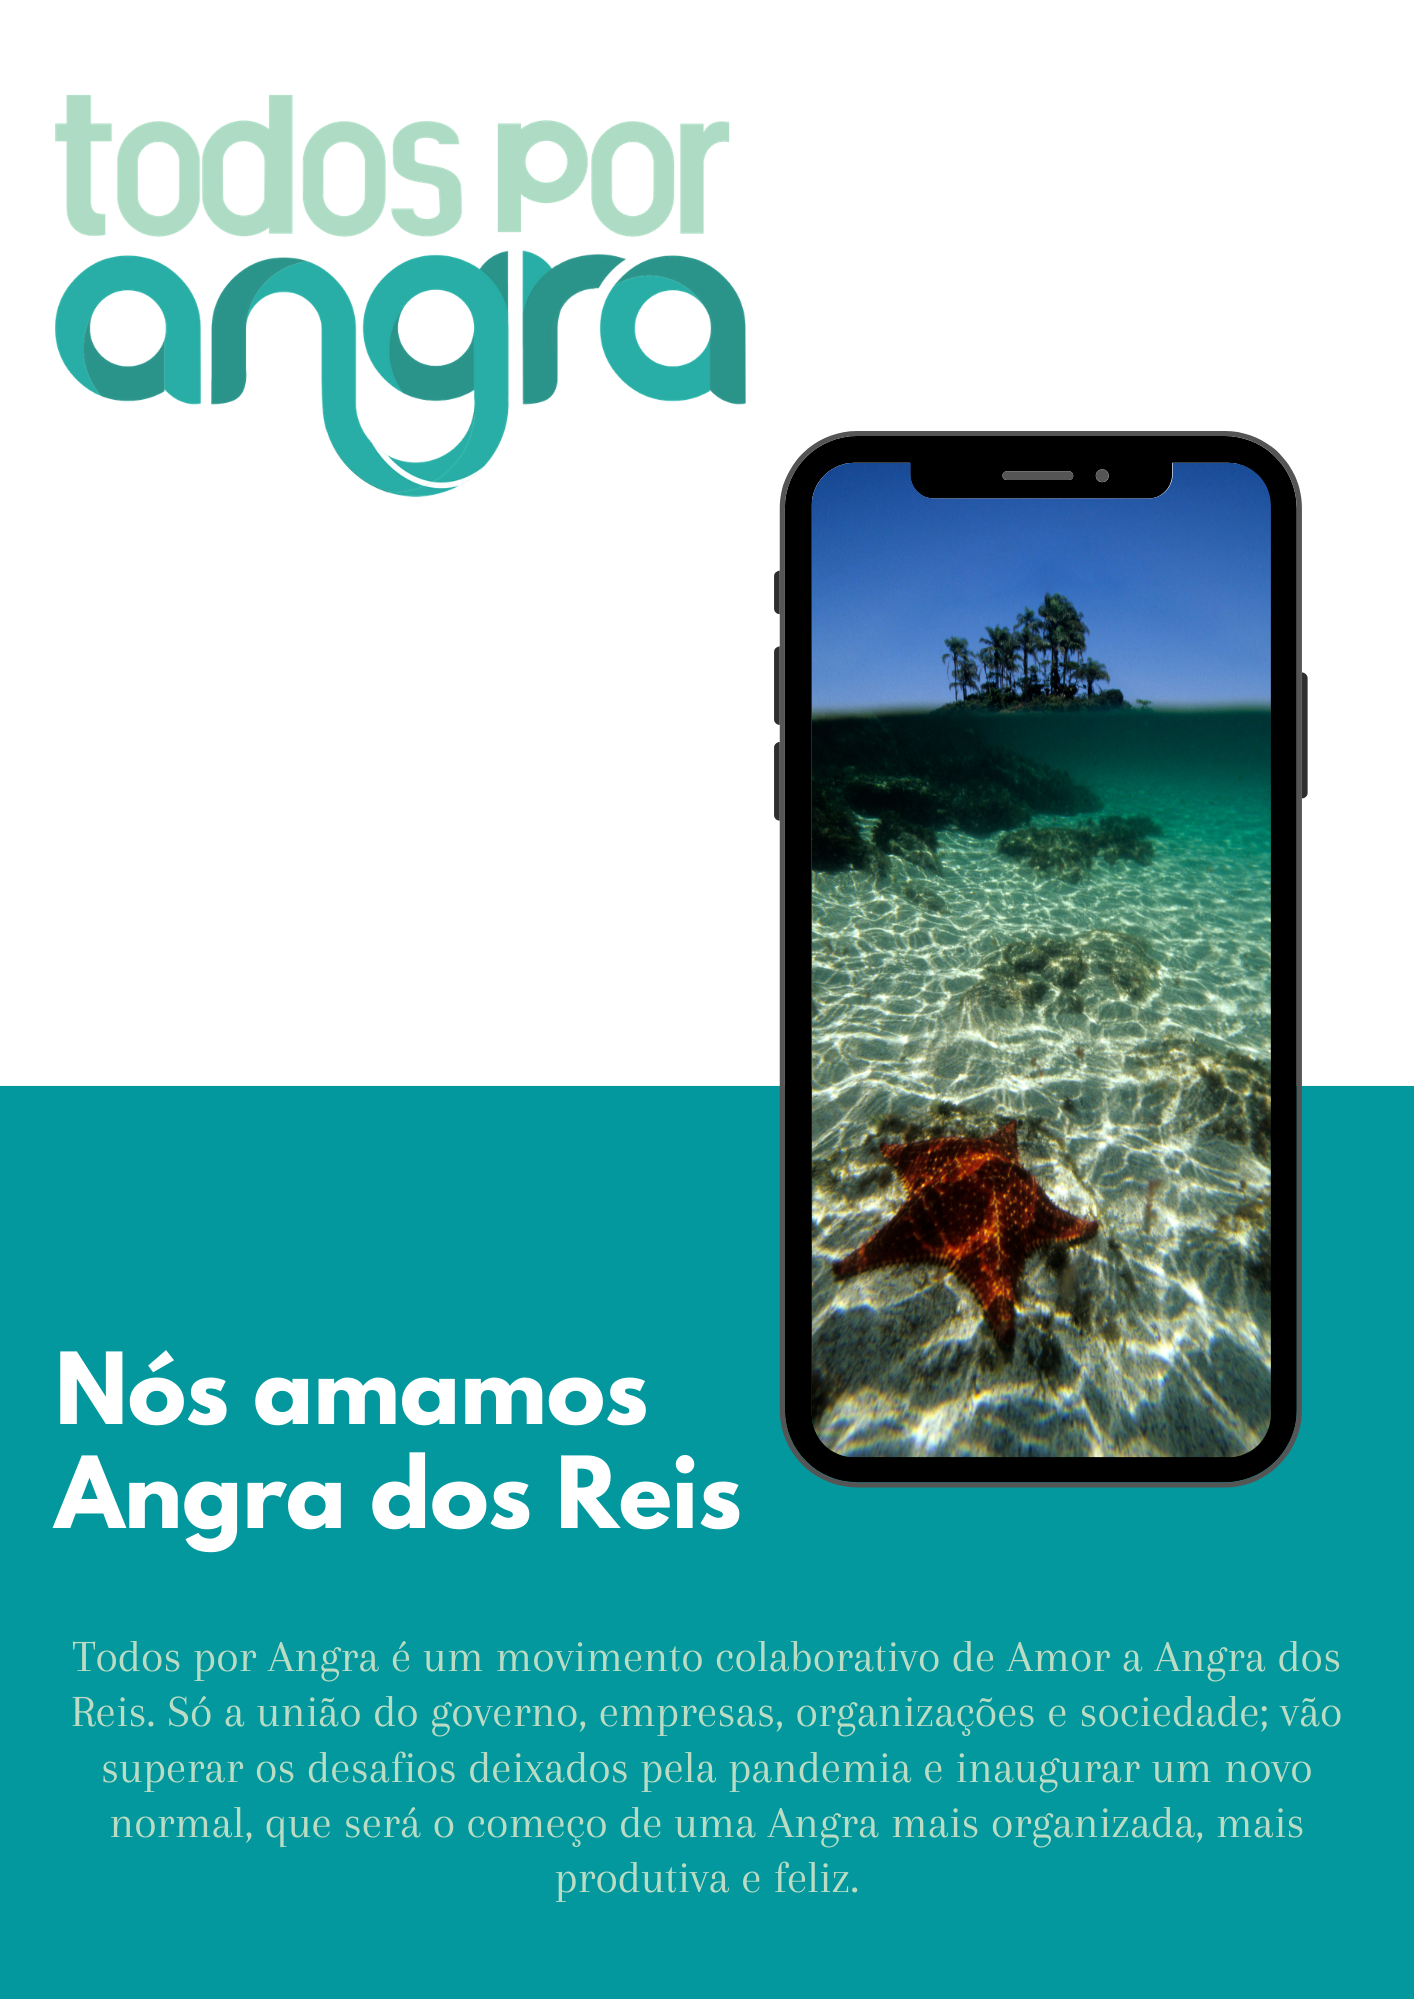 todos por
angra
Nós amamos
Angra dos Reis
Todos por Angra é um movimento colaborativo de Amor a Angra dos
Reis. Só a união do governo, empresas, organizações e sociedade; vão
superar os desafios deixados pela pandemia e inaugurar um novo
normal, que será o começo de uma Angra mais organizada, mais
produtiva e feliz.